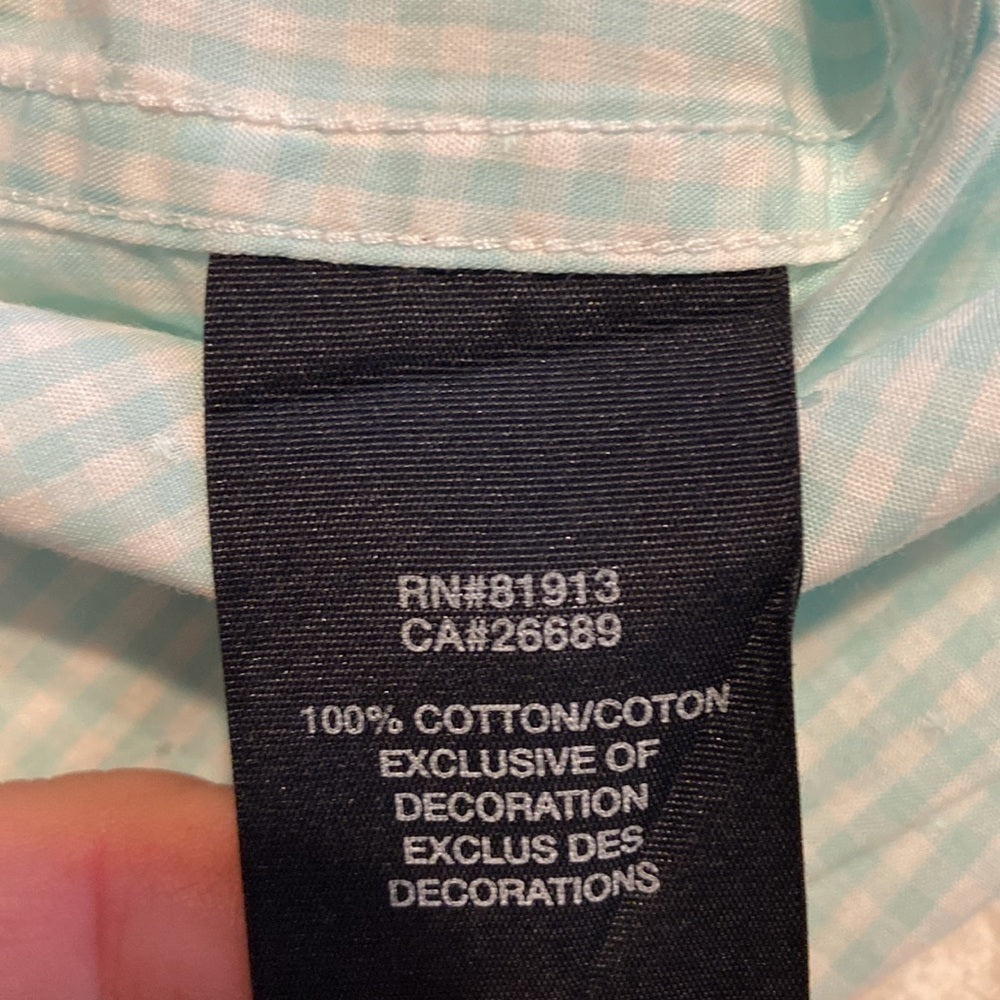 RN#81913
CA#26689
100% COTTON/COTON
EXCLUSIVE OF
DECORATION
EXCLUS DES
DECORATIONS